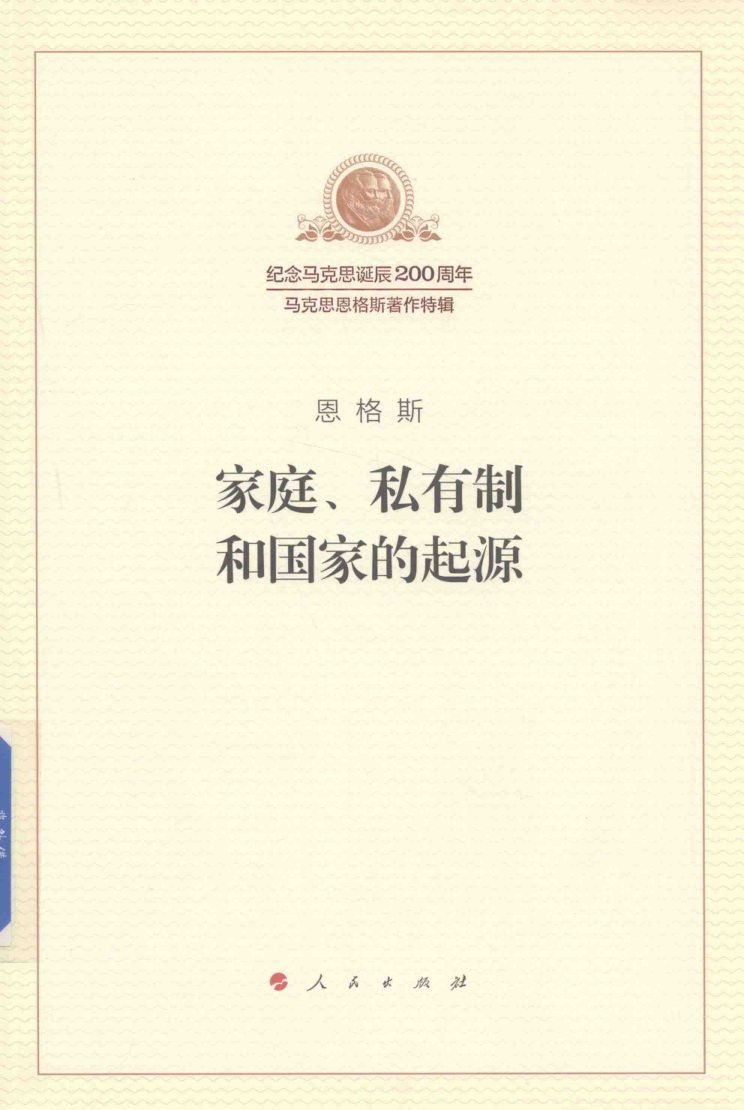 纪念马克思诞辰200周年
马克思恩格斯著作特辑
恩格斯
家庭、私有制
和国家的起源
人民出版社